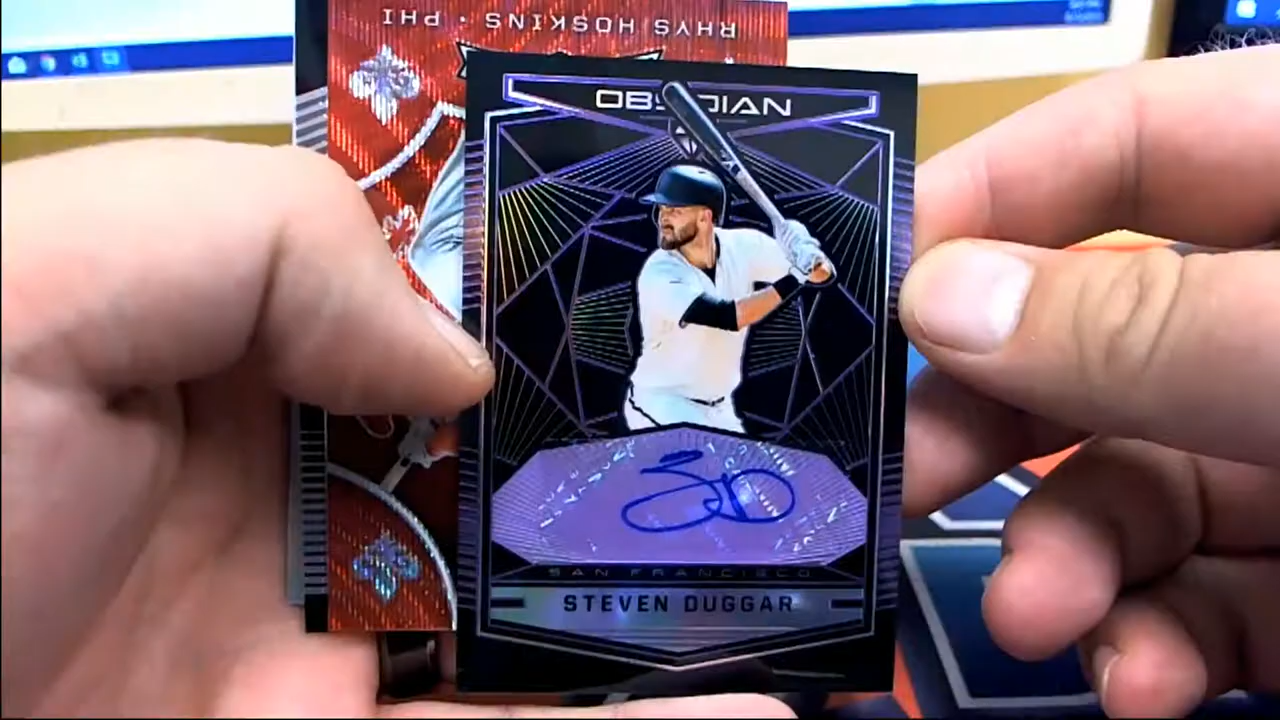 RHYS HOSKINS • PHI
OBSIDIAN
SAN FRANCISCO
STEVEN DUGGAR